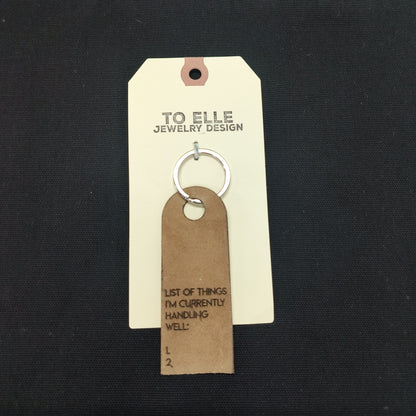 TO ELLE
JEWELRY DESIGN
LIST OF THINGS
I'M CURRENTLY
HANDLING
WELL:
1.
2.